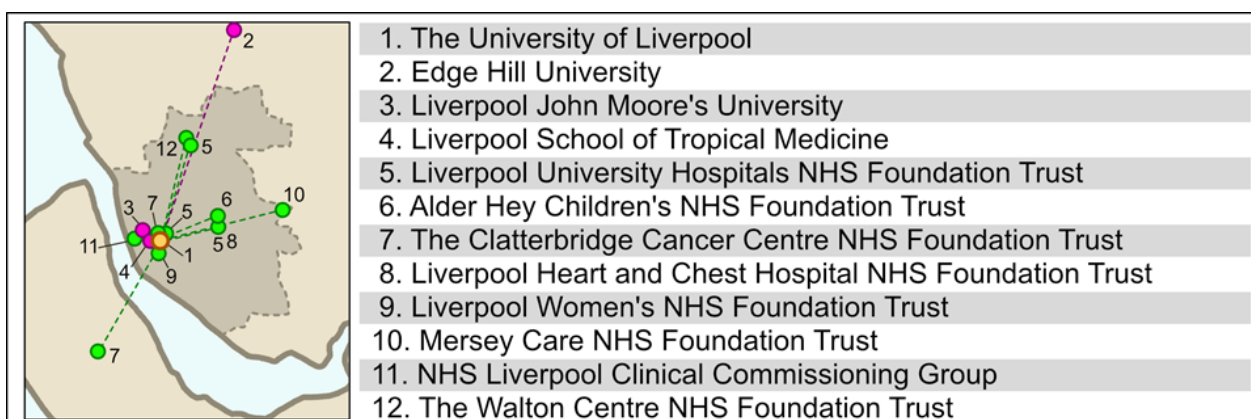 2
12
5
3
7
5
6
10
11
5
8
4
9
1
7
1. The University of Liverpool
2. Edge Hill University
3. Liverpool John Moore's University
4. Liverpool School of Tropical Medicine
5. Liverpool University Hospitals NHS Foundation Trust
6. Alder Hey Children's NHS Foundation Trust
7. The Clatterbridge Cancer Centre NHS Foundation Trust
8. Liverpool Heart and Chest Hospital NHS Foundation Trust
9. Liverpool Women's NHS Foundation Trust
10. Mersey Care NHS Foundation Trust
11. NHS Liverpool Clinical Commissioning Group
12. The Walton Centre NHS Foundation Trust